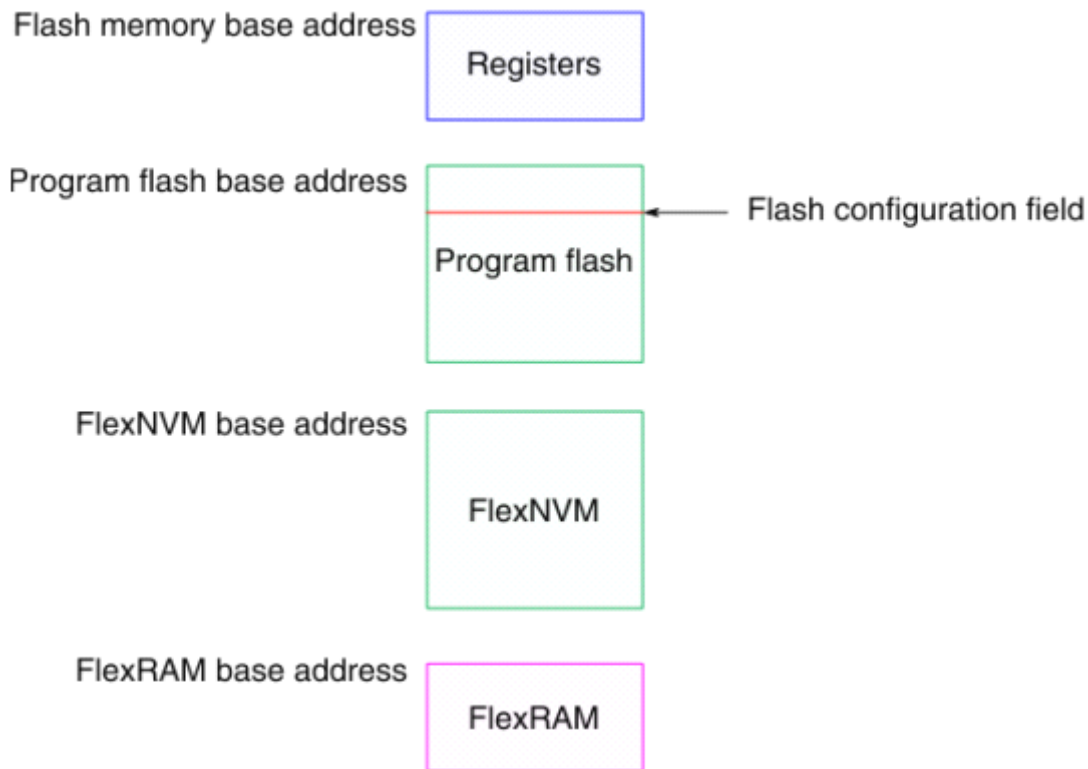 Flash memory base address
Registers
Program flash base address
Flash configuration field
Program flash
FlexNVM base address
FlexNVM
FlexRAM base address
FlexRAM